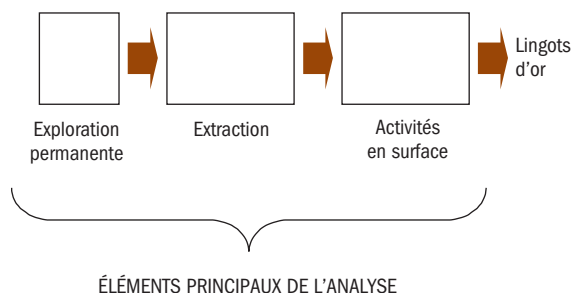 Lingots
d'or
Exploration
permanente
Extraction
Activités
en surface
ÉLÉMENTS PRINCIPAUX DE L'ANALYSE